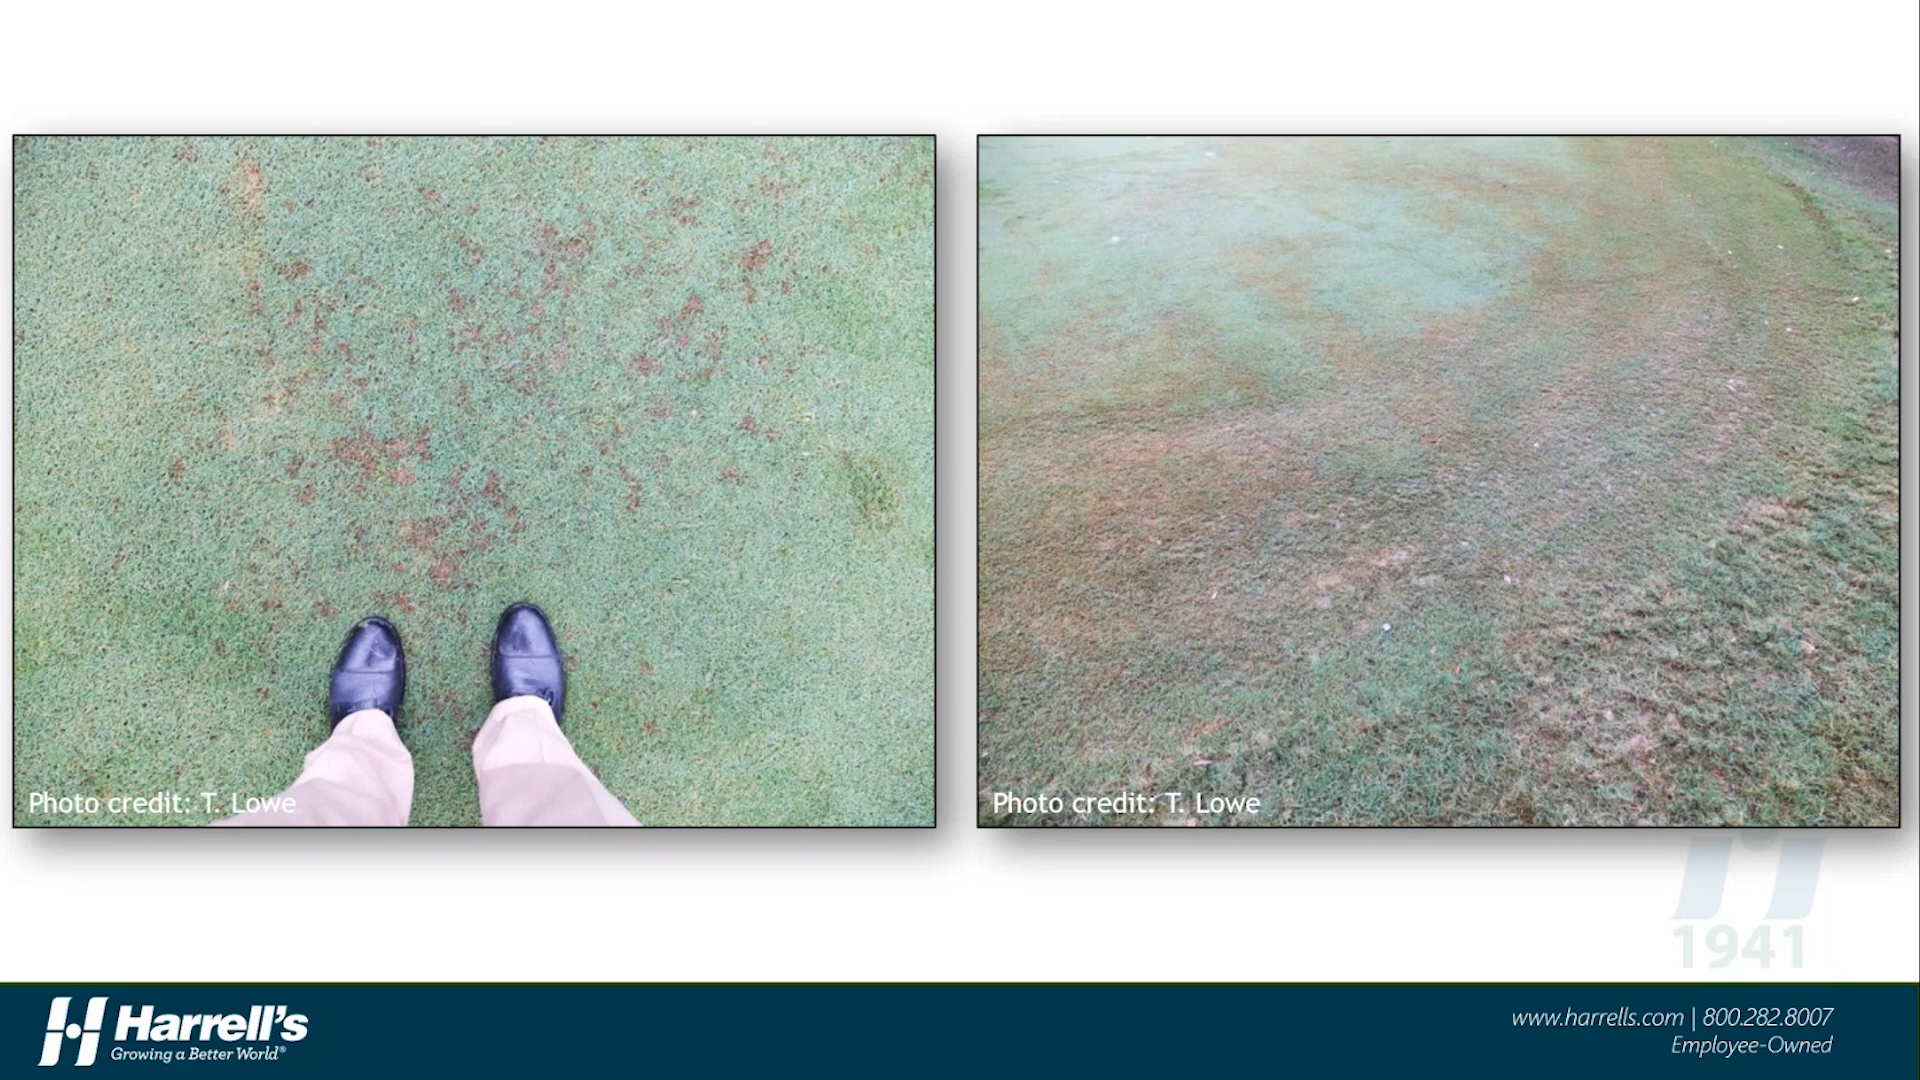 Photo credit: T. Lowe
Photo credit: T. Lowe
1941
Harrell's
Growing a Better World®
www.harrells.com | 800.282.8007
Employee-Owned